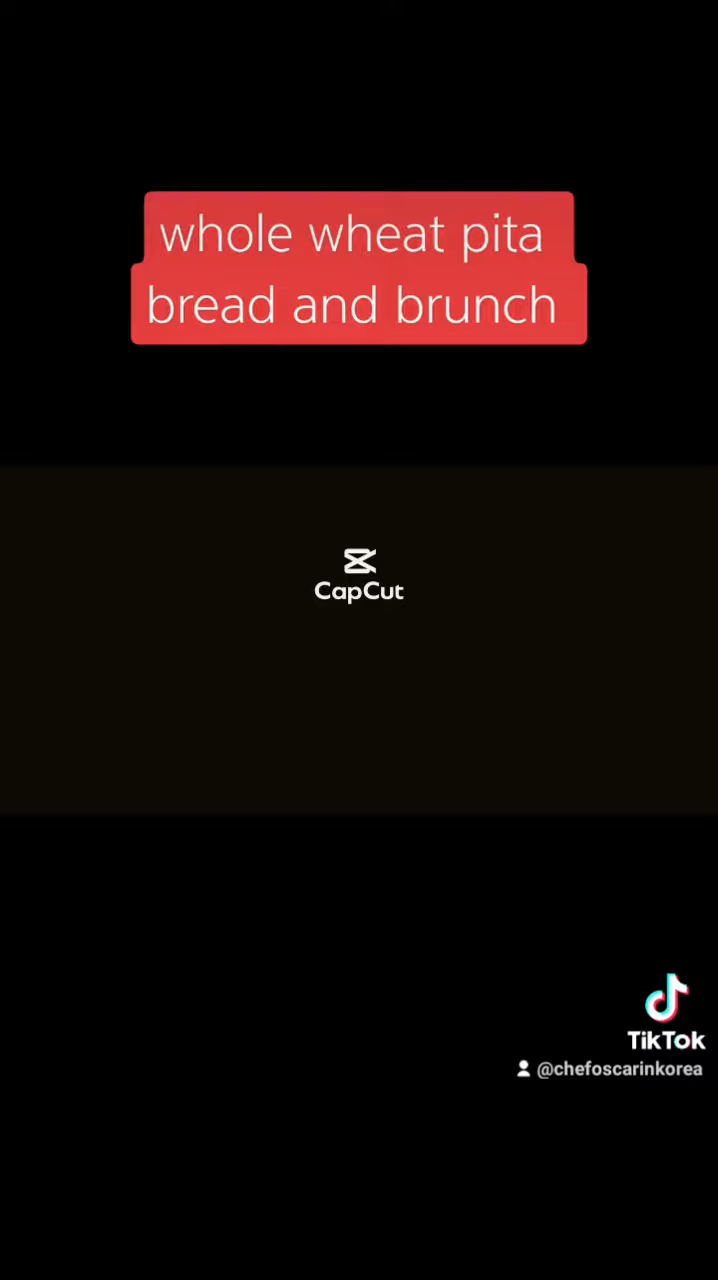 whole wheat pita
bread and brunch
CapCut
TikTok
@chefoscarinkorea